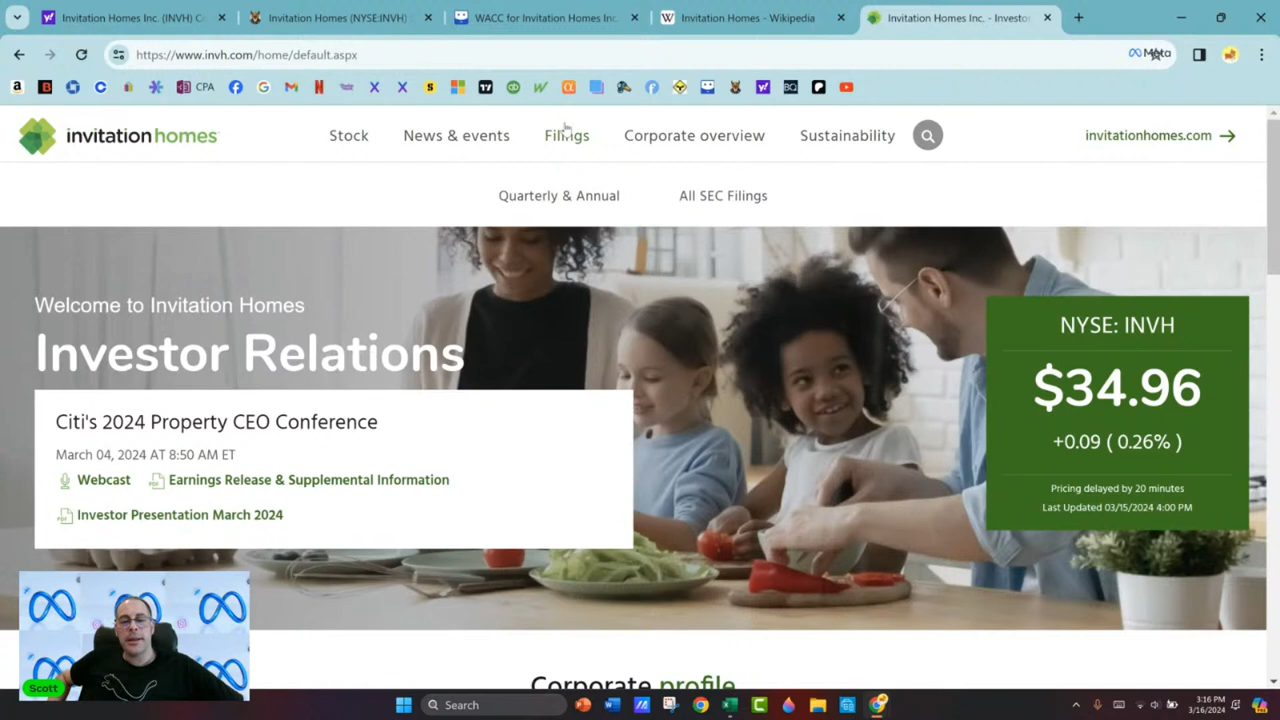 Invitation Homes Inc. (INVH) C
Invitation Homes (NYSE:INVH)
WACC for Invitation Homes Inc.
Invitation Homes - Wikipedia
Invitation Homes Inc. - Investo
https://www.invh.com/home/default.aspx
Meta
CPA
invitationhomes
Stock
News & events
Filings
Corporate overview
Sustainability
invitationhomes.com
Quarterly & Annual
All SEC Filings
Welcome to Invitation Homes
Investor Relations
Citi's 2024 Property CEO Conference
March 04, 2024 AT 8:50 AM ET
Webcast
Earnings Release & Supplemental Information
Investor Presentation March 2024
NYSE: INVH
$34.96
+0.09 ( 0.26% )
Pricing delayed by 20 minutes
Last Updated 03/15/2024 4:00 PM
Corporate profile
Scott
Search
3:16 PM
3/16/2024